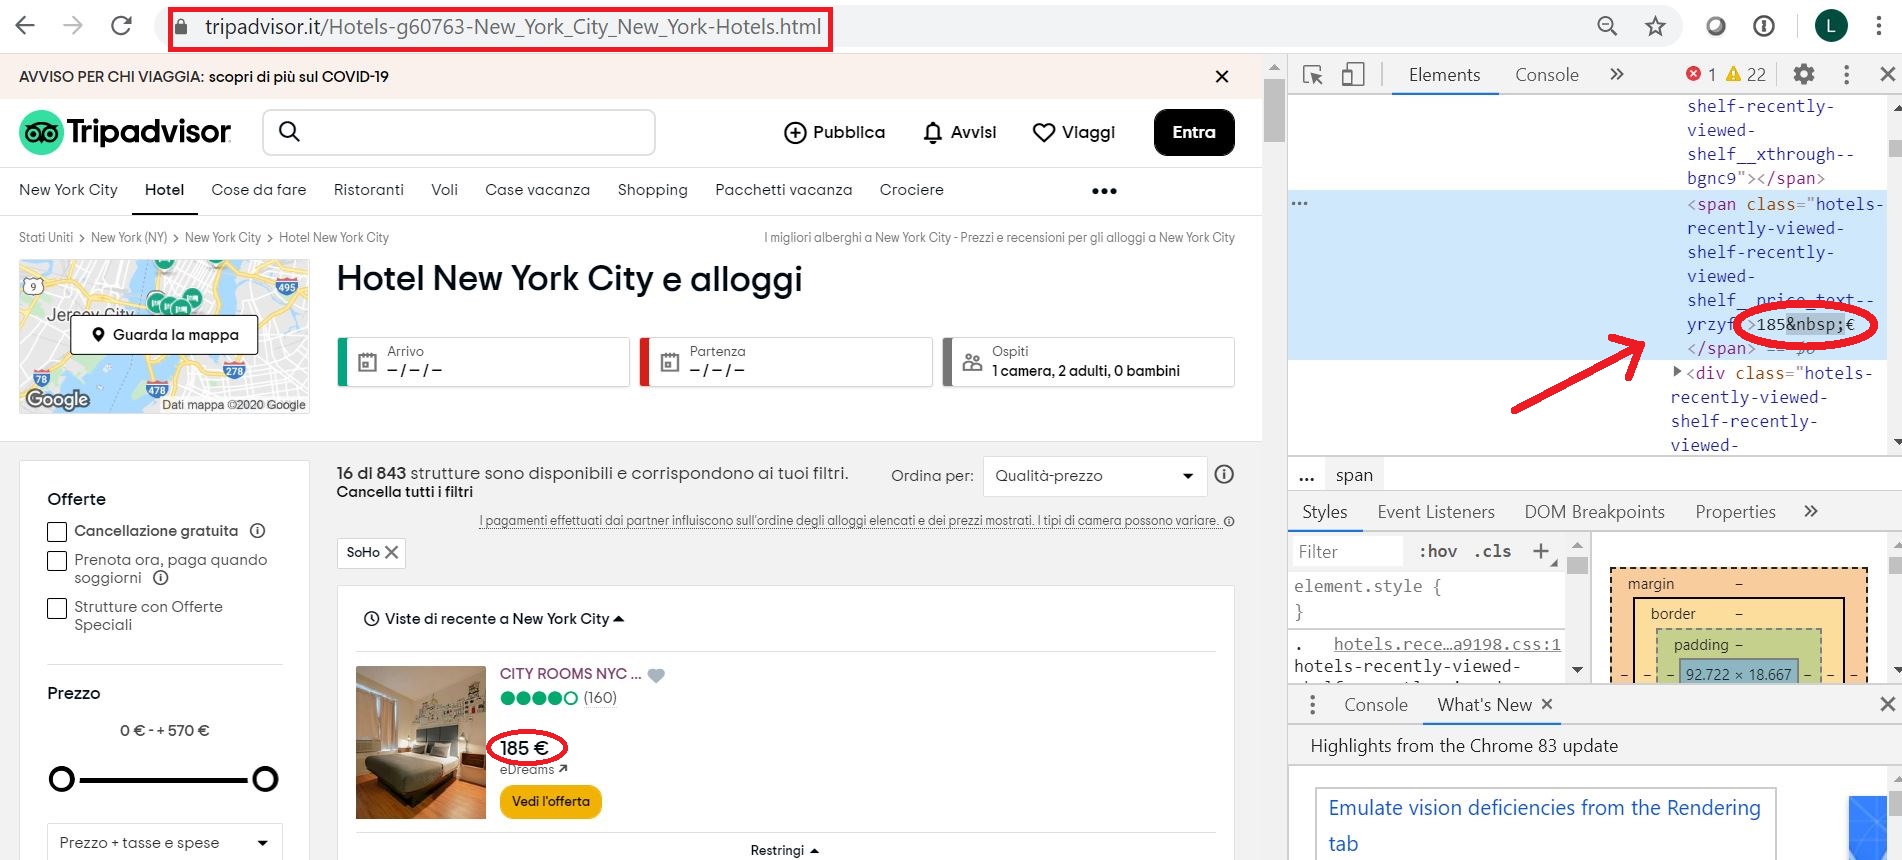 tripadvisor.it/Hotels-g60763-New_York_City_New_York-Hotels.html
L
AVVISO PER CHI VIAGGIA: scopri di più sul COVID-19
Tripadvisor
Pubblica
Avvisi
Viaggi
Entra
New York City
Hotel
Cose da fare
Ristoranti
Voli
Case vacanza
Shopping
Pacchetti vacanza
Crociere
•••
Stati Uniti > New York (NY) > New York City > Hotel New York City
I migliori alberghi a New York City - Prezzi e recensioni per gli alloggi a New York City
Hotel New York City e alloggi
9
495
Jersey City
Guarda la mappa
78
478
278
Google
Dati mappa ©2020 Google
Arrivo
– / – / –
Partenza
– / – / –
Ospiti
1 camera, 2 adulti, 0 bambini
Offerte
Cancellazione gratuita
Prenota ora, paga quando
soggiorni
Strutture con Offerte
Speciali
Prezzo
0 € - + 570 €
Prezzo + tasse e spese
16 di 843 strutture sono disponibili e corrispondono ai tuoi filtri.
Cancella tutti i filtri
Ordina per:
Qualità-prezzo
I pagamenti effettuati dai partner influiscono sull'ordine degli alloggi elencati e dei prezzi mostrati. I tipi di camera possono variare.
SoHo
Viste di recente a New York City
CITY ROOMS NYC ...
(160)
185 €
eDreams
Vedi l'offerta
Restringi
Elements
Console
»
1
22
shelf-recently-
viewed-
shelf__xthrough--
bgnc9"></span>
...
<span class="hotels-
recently-viewed-
shelf-recently-
viewed-
shelf__price_text--
yrzyf">185&nbsp;€
</span> == $0
<div class="hotels-
recently-viewed-
shelf-recently-
viewed-
...
span
Styles
Event Listeners
DOM Breakpoints
Properties
»
Filter
:hov
.cls
+
element.style {
}
.
hotels.rece…a9198.css:1
hotels-recently-viewed-
margin
–
border
–
padding
–
– – – 92.722 × 18.667 – – –
Console
What's New
Highlights from the Chrome 83 update
Emulate vision deficiencies from the Rendering
tab